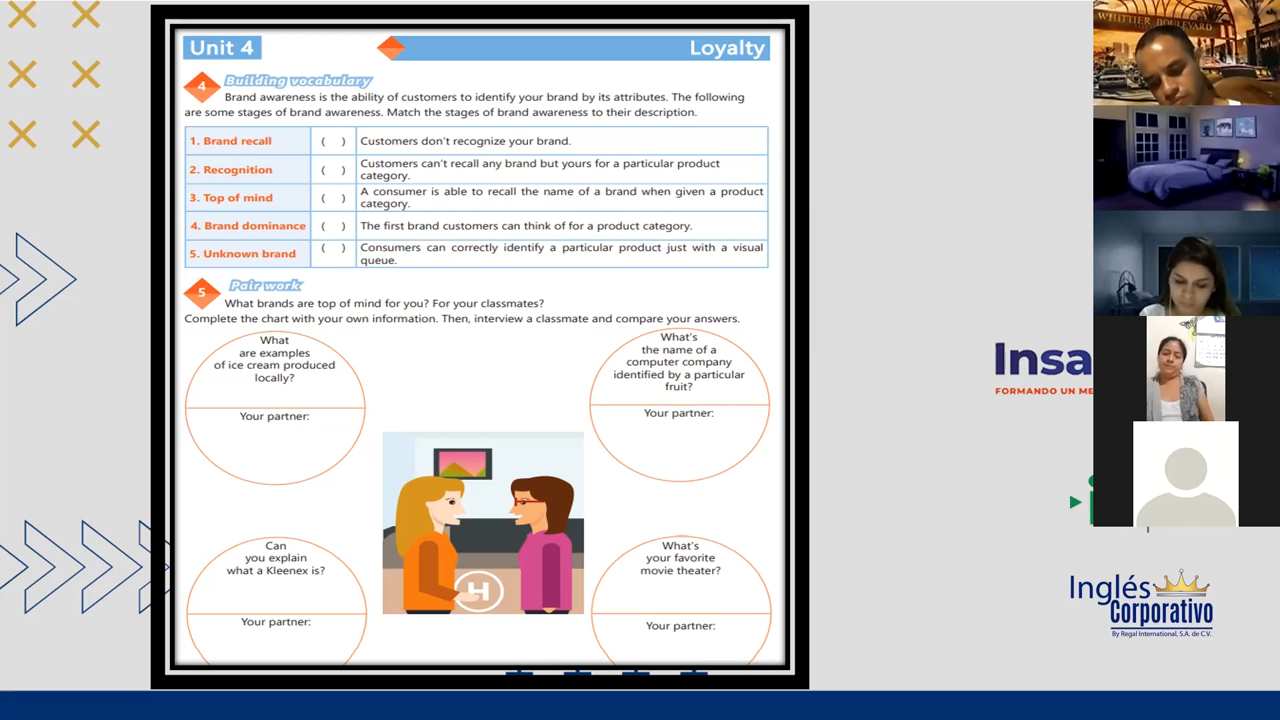 Unit 4
Loyalty
4
Building vocabulary
Brand awareness is the ability of customers to identify your brand by its attributes. The following
are some stages of brand awareness. Match the stages of brand awareness to their description.
1. Brand recall ( ) Customers don't recognize your brand.
2. Recognition ( ) Customers can't recall any brand but yours for a particular product
category.
3. Top of mind ( ) A consumer is able to recall the name of a brand when given a product
category.
4. Brand dominance ( ) The first brand customers can think of for a product category.
5. Unknown brand ( ) Consumers can correctly identify a particular product just with a visual
queue.
5
Pair work
What brands are top of mind for you? For your classmates?
Complete the chart with your own information. Then, interview a classmate and compare your answers.
What
are examples
of ice cream produced
locally?
Your partner:
What's
the name of a
computer company
identified by a particular
fruit?
Your partner:
Can
you explain
what a Kleenex is?
Your partner:
What's
your favorite
movie theater?
Your partner:
H
WHITTIER BOULEVARD
Insa
FORMANDO UN ME
Inglés
Corporativo
By Regal International, S.A. de C.V.